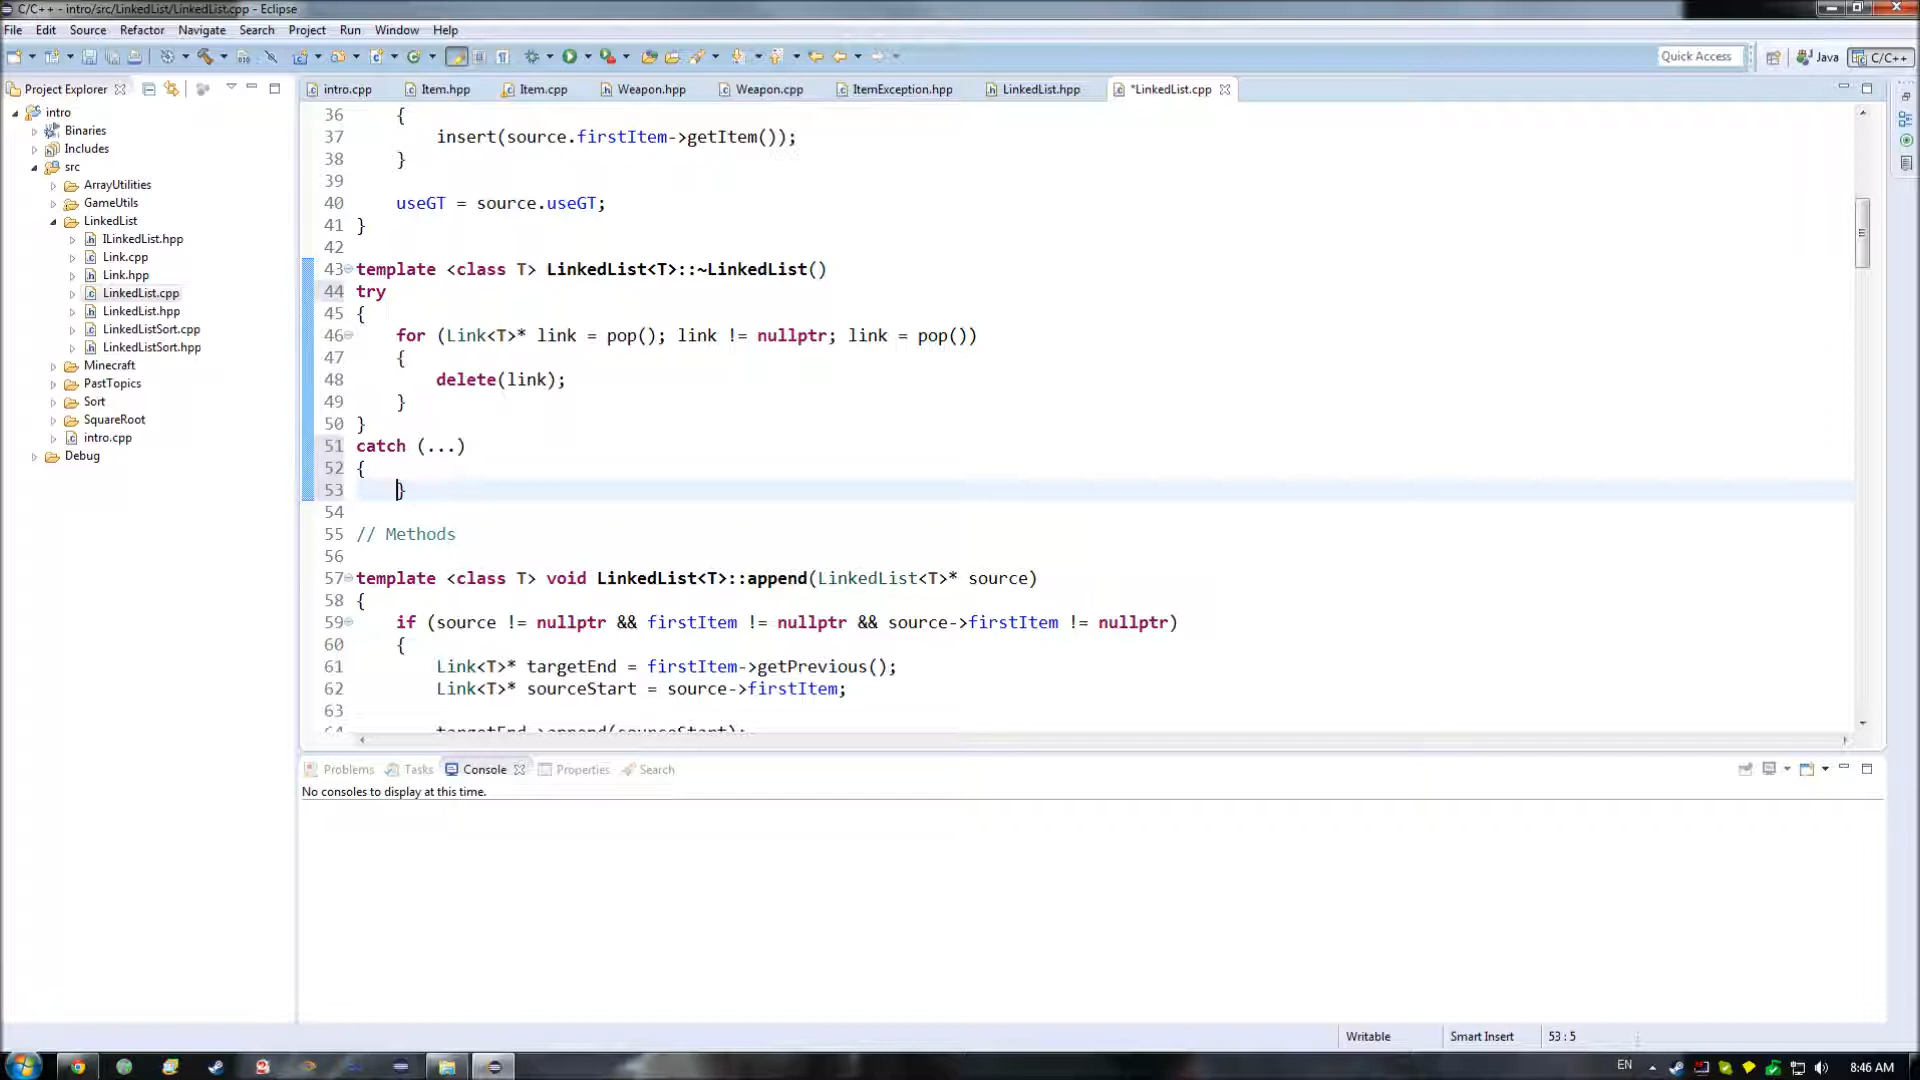 C/C++ - intro/src/LinkedList/LinkedList.cpp - Eclipse
File Edit Source Refactor Navigate Search Project Run Window Help
Quick Access
Java
C/C++
Project Explorer
intro
Binaries
Includes
src
ArrayUtilities
GameUtils
LinkedList
ILinkedList.hpp
Link.cpp
Link.hpp
LinkedList.cpp
LinkedList.hpp
LinkedListSort.cpp
LinkedListSort.hpp
Minecraft
PastTopics
Sort
SquareRoot
intro.cpp
Debug
intro.cpp Item.hpp Item.cpp Weapon.hpp Weapon.cpp ItemException.hpp LinkedList.hpp *LinkedList.cpp
36 {
37 insert(source.firstItem->getItem());
38 }
39
40 useGT = source.useGT;
41 }
42
43 template <class T> LinkedList<T>::~LinkedList()
44 try
45 {
46 for (Link<T>* link = pop(); link != nullptr; link = pop())
47 {
48 delete(link);
49 }
50 }
51 catch (...)
52 {
53 }
54
55 // Methods
56
57 template <class T> void LinkedList<T>::append(LinkedList<T>* source)
58 {
59 if (source != nullptr && firstItem != nullptr && source->firstItem != nullptr)
60 {
61 Link<T>* targetEnd = firstItem->getPrevious();
62 Link<T>* sourceStart = source->firstItem;
63
64 targetEnd->append(sourceStart);
Problems Tasks Console Properties Search
No consoles to display at this time.
Writable Smart Insert 53 : 5
EN 8:46 AM